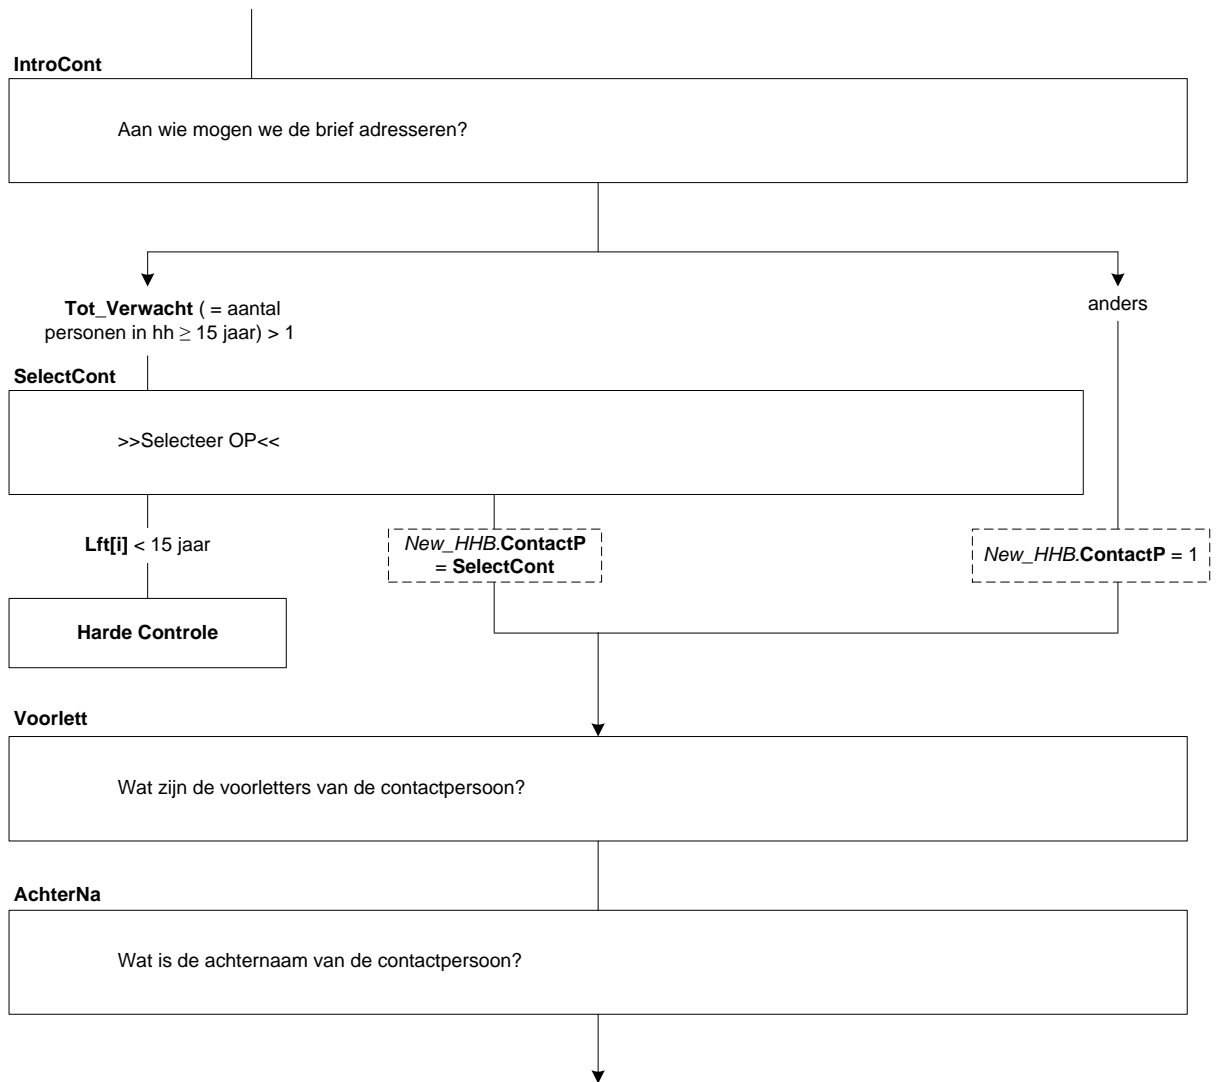 IntroCont
Aan wie mogen we de brief adresseren?
Tot_Verwacht ( = aantal
personen in hh ≥ 15 jaar) > 1
anders
SelectCont
>>Selecteer OP<<
Lft[i] < 15 jaar
New_HHB.ContactP
= SelectCont
New_HHB.ContactP = 1
Harde Controle
Voorlett
Wat zijn de voorletters van de contactpersoon?
AchterNa
Wat is de achternaam van de contactpersoon?